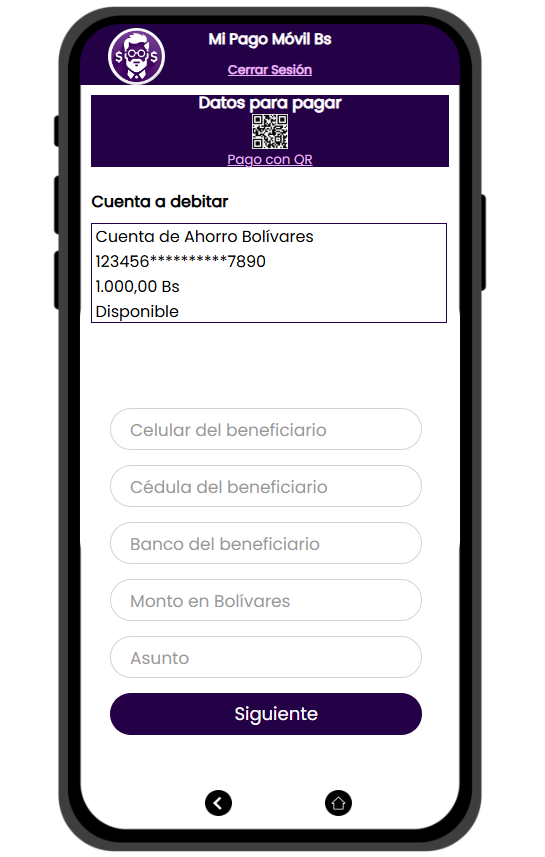 Mi Pago Móvil Bs
$ $
Cerrar Sesión
Datos para pagar
Pago con QR
Cuenta a debitar
Cuenta de Ahorro Bolívares
123456**********7890
1.000,00 Bs
Disponible
Celular del beneficiario
Cédula del beneficiario
Banco del beneficiario
Monto en Bolívares
Asunto
Siguiente